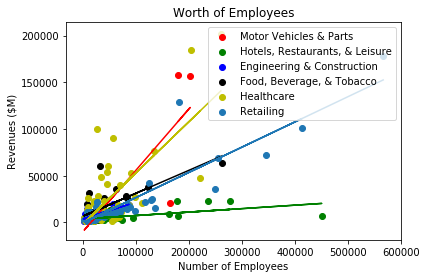 Worth of Employees
Revenues ($M)
200000
150000
100000
50000
0
Motor Vehicles & Parts
Hotels, Restaurants, & Leisure
Engineering & Construction
Food, Beverage, & Tobacco
Healthcare
Retailing
0 100000 200000 300000 400000 500000 600000
Number of Employees